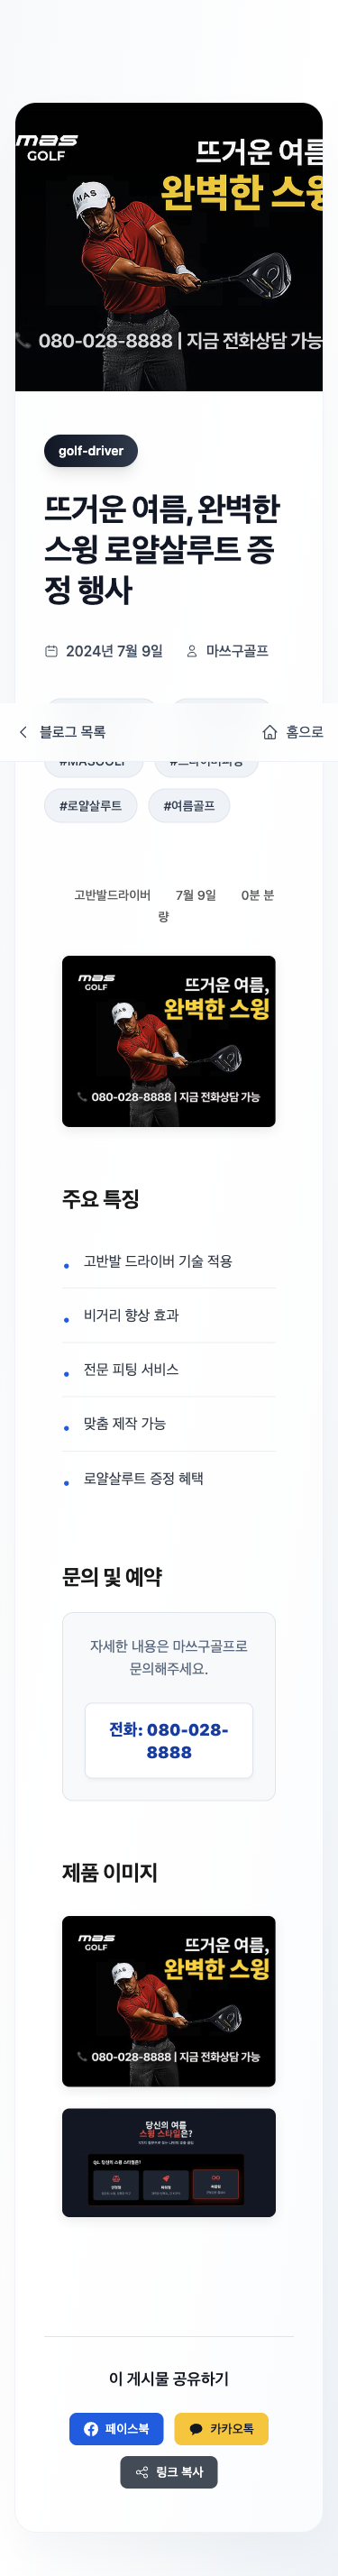 mas
GOLF
뜨거운 여름
완벽한 스윙
080-028-8888 | 지금 전화상담 가능
golf-driver
뜨거운 여름, 완벽한
스윙 로얄살루트 증
정 행사
2024년 7월 9일 마쓰구골프
블로그 목록 홈으로
#로얄살루트 #여름골프
고반발드라이버 7월 9일 0분 분
량
mas
GOLF
MAS
뜨거운 여름,
완벽한 스윙
080-028-8888 | 지금 전화상담 가능
주요 특징
고반발 드라이버 기술 적용
비거리 향상 효과
전문 피팅 서비스
맞춤 제작 가능
로얄살루트 증정 혜택
문의 및 예약
자세한 내용은 마쓰구골프로
문의해주세요.
전화: 080-028-
8888
제품 이미지
mas
GOLF
MAS
뜨거운 여름,
완벽한 스윙
080-028-8888 | 지금 전화상담 가능
당신의 여름
스윙 스타일은?
이 게시물 공유하기
페이스북 카카오톡
링크 복사